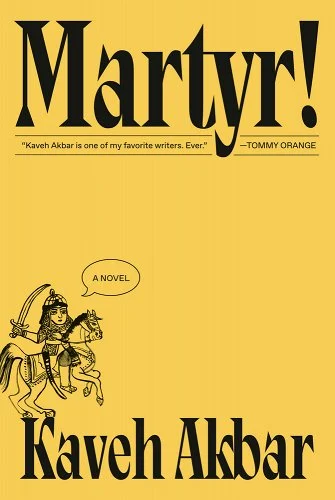 Martyr!
“Kaveh Akbar is one of my favorite writers. Ever.” —TOMMY ORANGE
A NOVEL
Kaveh Akbar